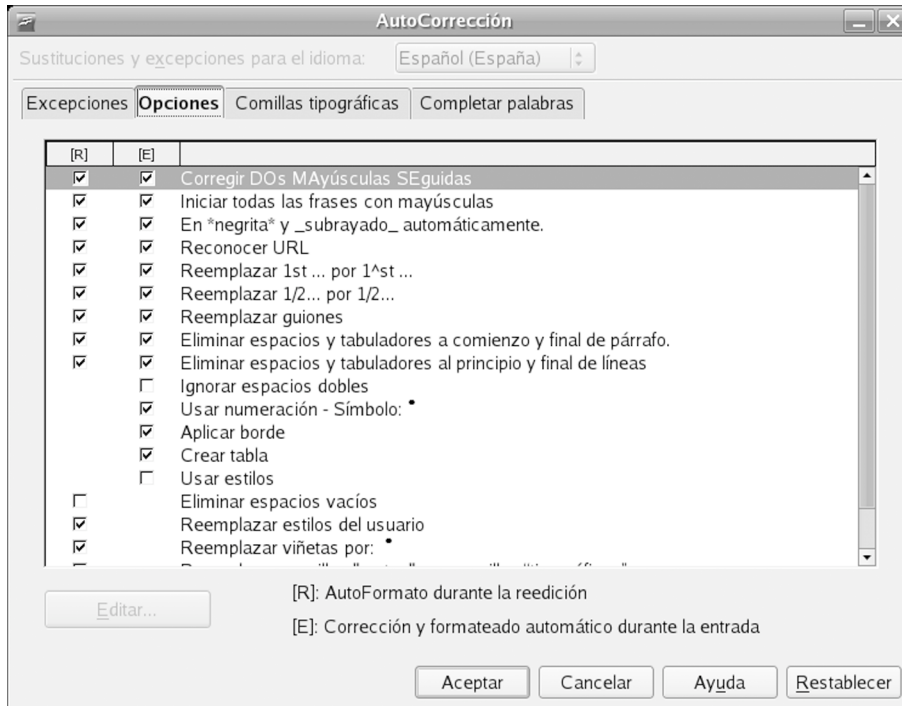 AutoCorrección
Sustituciones y excepciones para el idioma: Español (España)
Excepciones Opciones Comillas tipográficas Completar palabras
[R] [E]
Corregir DOs MAyúsculas SEguidas
Iniciar todas las frases con mayúsculas
En *negrita* y _subrayado_ automáticamente.
Reconocer URL
Reemplazar 1st ... por 1^st ...
Reemplazar 1/2... por 1/2...
Reemplazar guiones
Eliminar espacios y tabuladores a comienzo y final de párrafo.
Eliminar espacios y tabuladores al principio y final de líneas
Ignorar espacios dobles
Usar numeración - Símbolo: •
Aplicar borde
Crear tabla
Usar estilos
Eliminar espacios vacíos
Reemplazar estilos del usuario
Reemplazar viñetas por: •
Editar...
[R]: AutoFormato durante la reedición
[E]: Corrección y formateado automático durante la entrada
Aceptar Cancelar Ayuda Restablecer